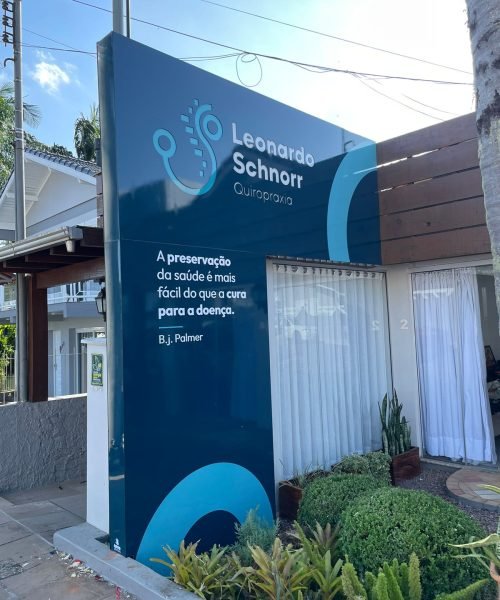 Leonardo
Schnorr
Quiropraxia
A preservação
da saúde é mais
fácil do que a cura
para a doença.
B.j. Palmer